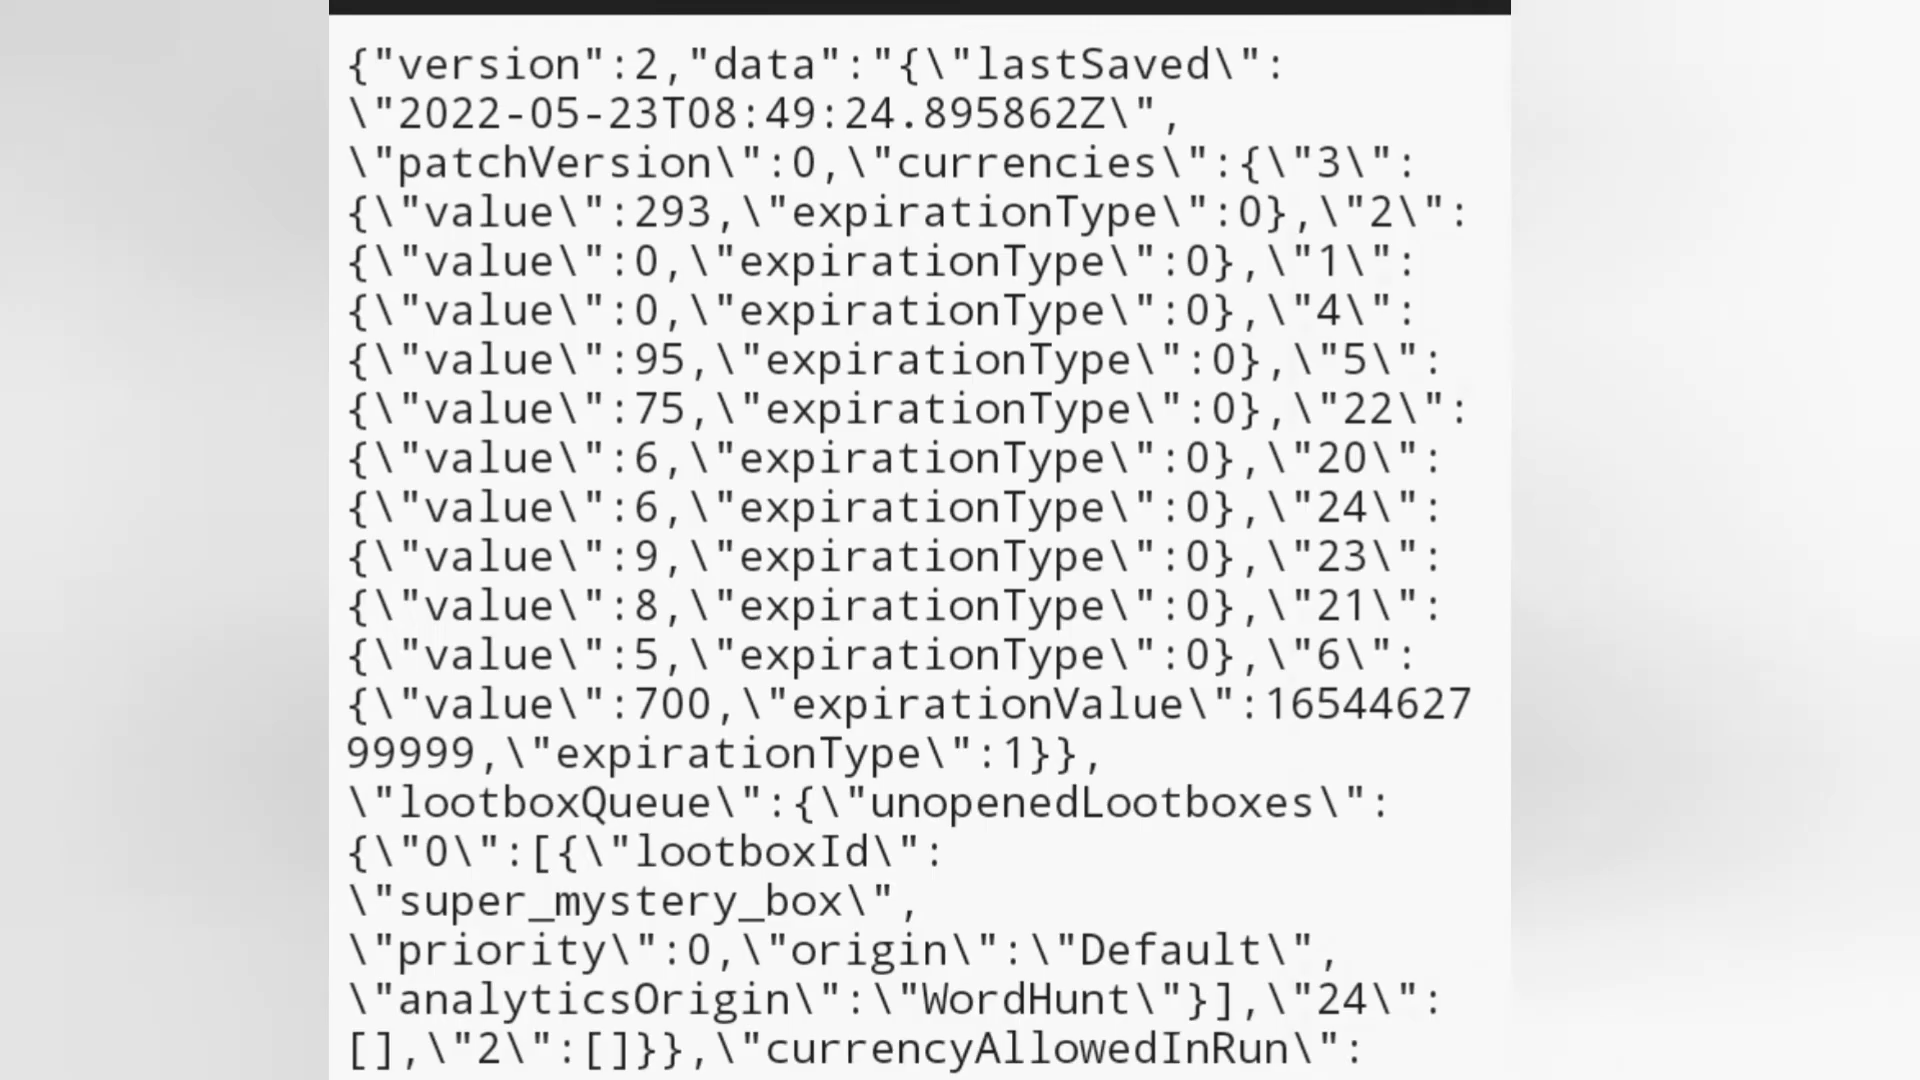 {"version":2,"data":"{\"lastSaved\":
\"2022-05-23T08:49:24.895862Z\",
\"patchVersion\":0,\"currencies\":{\"3\":
{\"value\":293,\"expirationType\":0},\"2\":
{\"value\":0,\"expirationType\":0},\"1\":
{\"value\":0,\"expirationType\":0},\"4\":
{\"value\":95,\"expirationType\":0},\"5\":
{\"value\":75,\"expirationType\":0},\"22\":
{\"value\":6,\"expirationType\":0},\"20\":
{\"value\":6,\"expirationType\":0},\"24\":
{\"value\":9,\"expirationType\":0},\"23\":
{\"value\":8,\"expirationType\":0},\"21\":
{\"value\":5,\"expirationType\":0},\"6\":
{\"value\":700,\"expirationValue\":16544627
99999,\"expirationType\":1}},
\"lootboxQueue\":{\"unopenedLootboxes\":
{\"0\":[{\"lootboxId\":
\"super_mystery_box\",
\"priority\":0,\"origin\":\"Default\",
\"analyticsOrigin\":\"WordHunt\"}],\"24\":
[],\"2\":[]}},\"currencyAllowedInRun\":